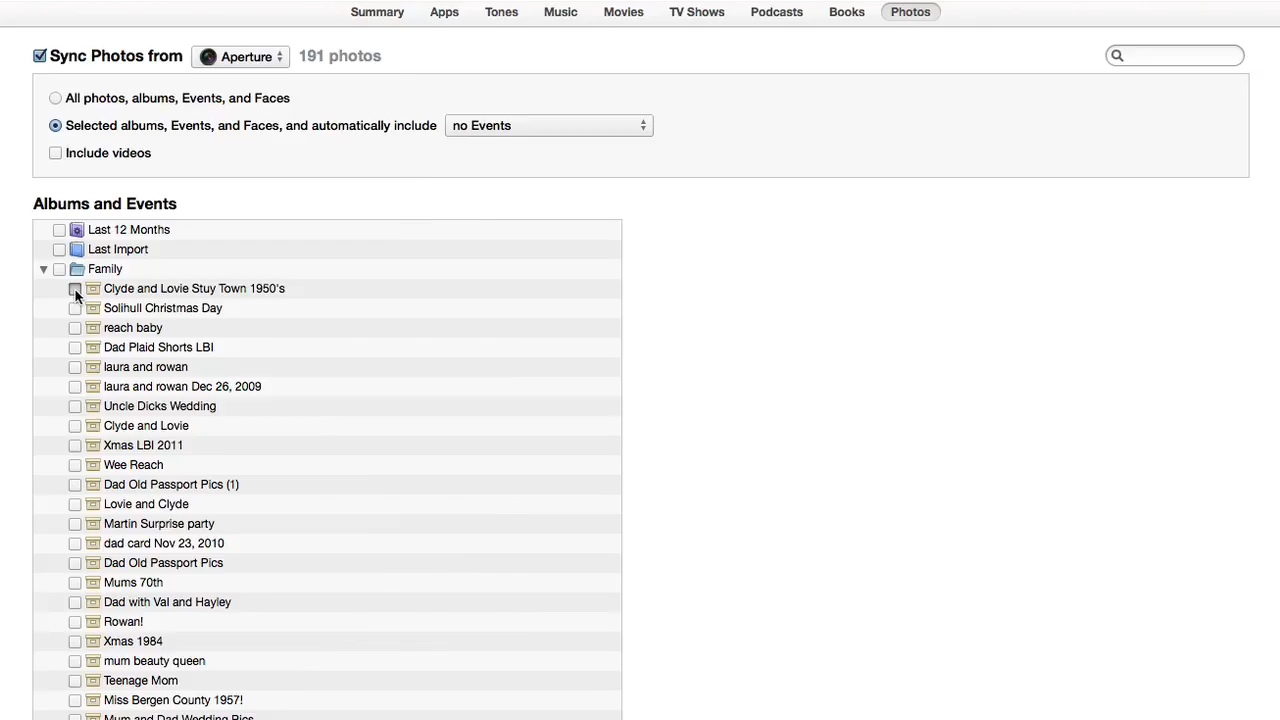 Summary Apps Tones Music Movies TV Shows Podcasts Books Photos
Sync Photos from Aperture 191 photos
All photos, albums, Events, and Faces
Selected albums, Events, and Faces, and automatically include no Events
Include videos
Albums and Events
Last 12 Months
Last Import
Family
Clyde and Lovie Stuy Town 1950's
Solihull Christmas Day
reach baby
Dad Plaid Shorts LBI
laura and rowan
laura and rowan Dec 26, 2009
Uncle Dicks Wedding
Clyde and Lovie
Xmas LBI 2011
Wee Reach
Dad Old Passport Pics (1)
Lovie and Clyde
Martin Surprise party
dad card Nov 23, 2010
Dad Old Passport Pics
Mums 70th
Dad with Val and Hayley
Rowan!
Xmas 1984
mum beauty queen
Teenage Mom
Miss Bergen County 1957!
Mum and Dad Wedding Pics